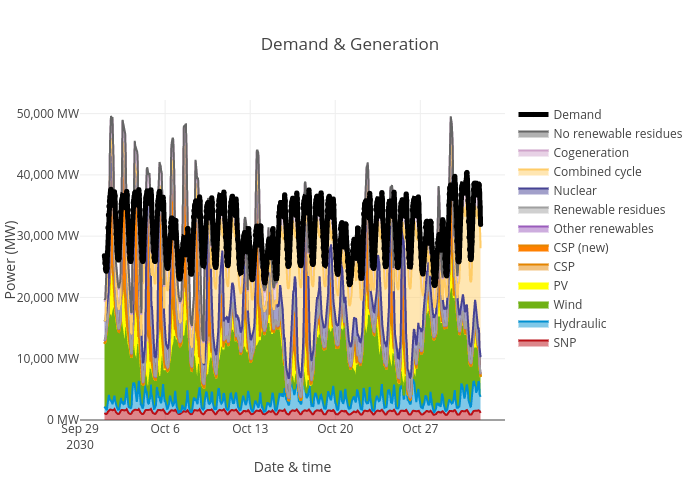 Demand & Generation
50,000 MW
40,000 MW
30,000 MW
20,000 MW
10,000 MW
0 MW
Power (MW)
Sep 29
2030
Oct 6
Oct 13
Oct 20
Oct 27
Date & time
Demand
No renewable residues
Cogeneration
Combined cycle
Nuclear
Renewable residues
Other renewables
CSP (new)
CSP
PV
Wind
Hydraulic
SNP